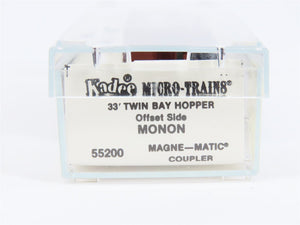 Kadee MICRO-TRAINS®
33' TWIN BAY HOPPER
Offset Side
MONON
55200 MAGNE-MATIC®
COUPLER